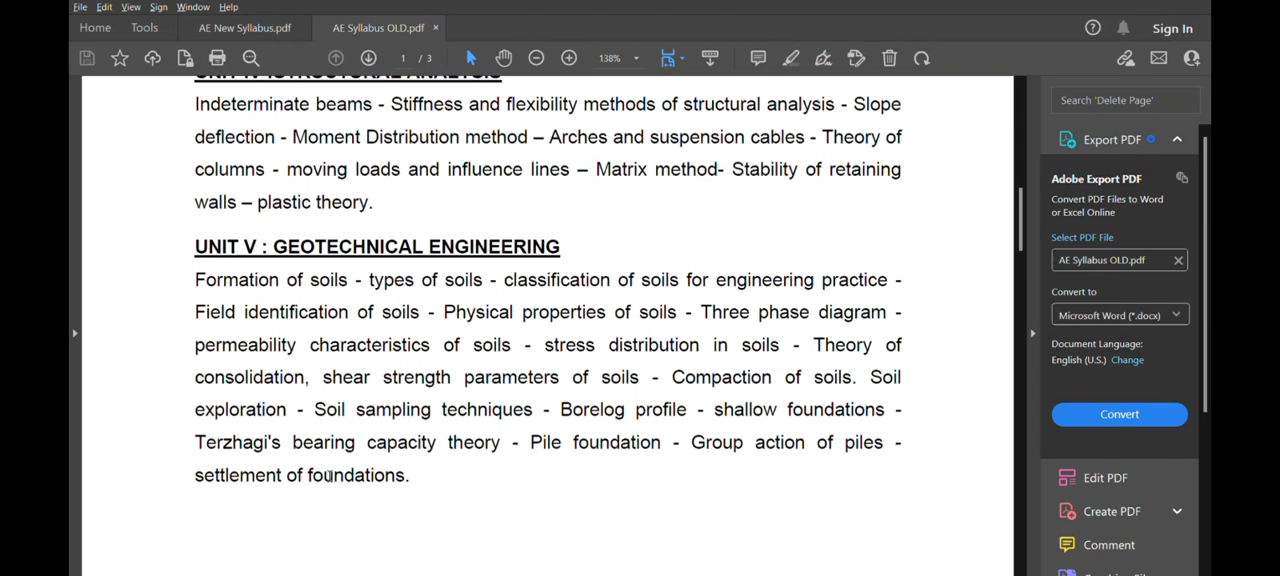 File Edit View Sign Window Help
Home Tools AE New Syllabus.pdf AE Syllabus OLD.pdf × Sign In
1 / 3 138%
UNIT IV :STRUCTURAL ANALYSIS
Indeterminate beams - Stiffness and flexibility methods of structural analysis - Slope
deflection - Moment Distribution method – Arches and suspension cables - Theory of
columns - moving loads and influence lines – Matrix method- Stability of retaining
walls – plastic theory.
UNIT V : GEOTECHNICAL ENGINEERING
Formation of soils - types of soils - classification of soils for engineering practice -
Field identification of soils - Physical properties of soils - Three phase diagram -
permeability characteristics of soils - stress distribution in soils - Theory of
consolidation, shear strength parameters of soils - Compaction of soils. Soil
exploration - Soil sampling techniques - Borelog profile - shallow foundations -
Terzhagi's bearing capacity theory - Pile foundation - Group action of piles -
settlement of foundations.
Search 'Delete Page'
Export PDF
Adobe Export PDF
Convert PDF Files to Word
or Excel Online
Select PDF File
AE Syllabus OLD.pdf
Convert to
Microsoft Word (*.docx)
Document Language:
English (U.S.) Change
Convert
Edit PDF
Create PDF
Comment